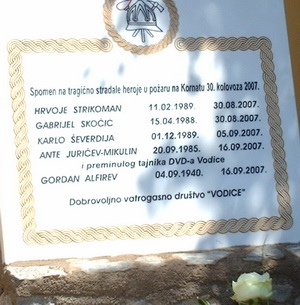 Spomen na tragično stradale heroje u požaru na Kornatu 30. kolovoza 2007.
HRVOJE STRIKOMAN 11.02.1989. 30.08.2007.
GABRIJEL SKOČIĆ 15.04.1988. 30.08.2007.
KARLO ŠEVERDIJA 01.12.1989. 05.09.2007.
ANTE JURIČEV-MIKULIN 20.09.1985. 16.09.2007.
i preminulog tajnika DVD-a Vodice
GORDAN ALFIREV 04.09.1940. 16.09.2007.
Dobrovoljno vatrogasno društvo "VODICE"